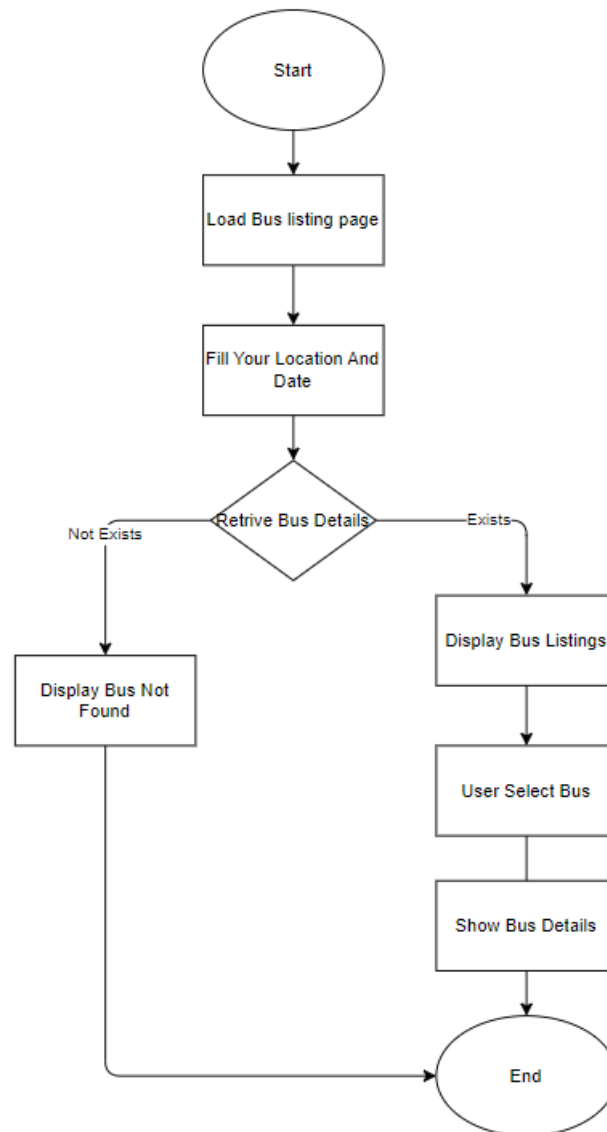 Start
Load Bus listing page
Fill Your Location And
Date
Retrive Bus Details
Not Exists
Exists
Display Bus Listings
Display Bus Not
Found
User Select Bus
Show Bus Details
End